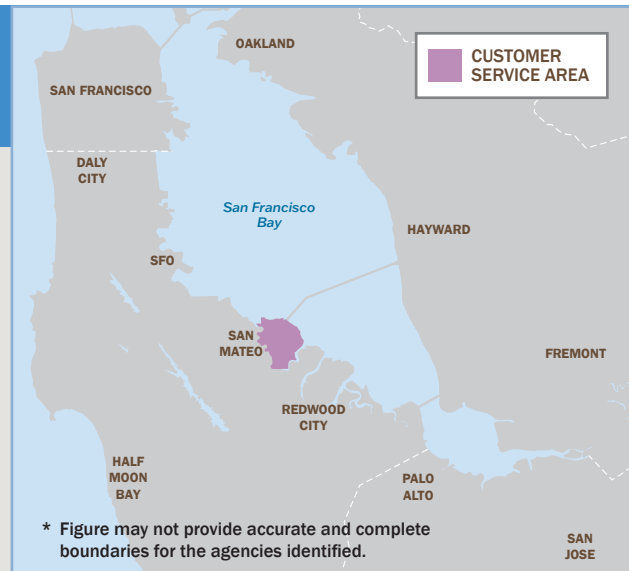 OAKLAND
CUSTOMER
SERVICE AREA
SAN FRANCISCO
DALY
CITY
San Francisco
Bay
HAYWARD
SFO
SAN
MATEO
FREMONT
REDWOOD
CITY
HALF
MOON
BAY
PALO
ALTO
* Figure may not provide accurate and complete
boundaries for the agencies identified.
SAN
JOSE